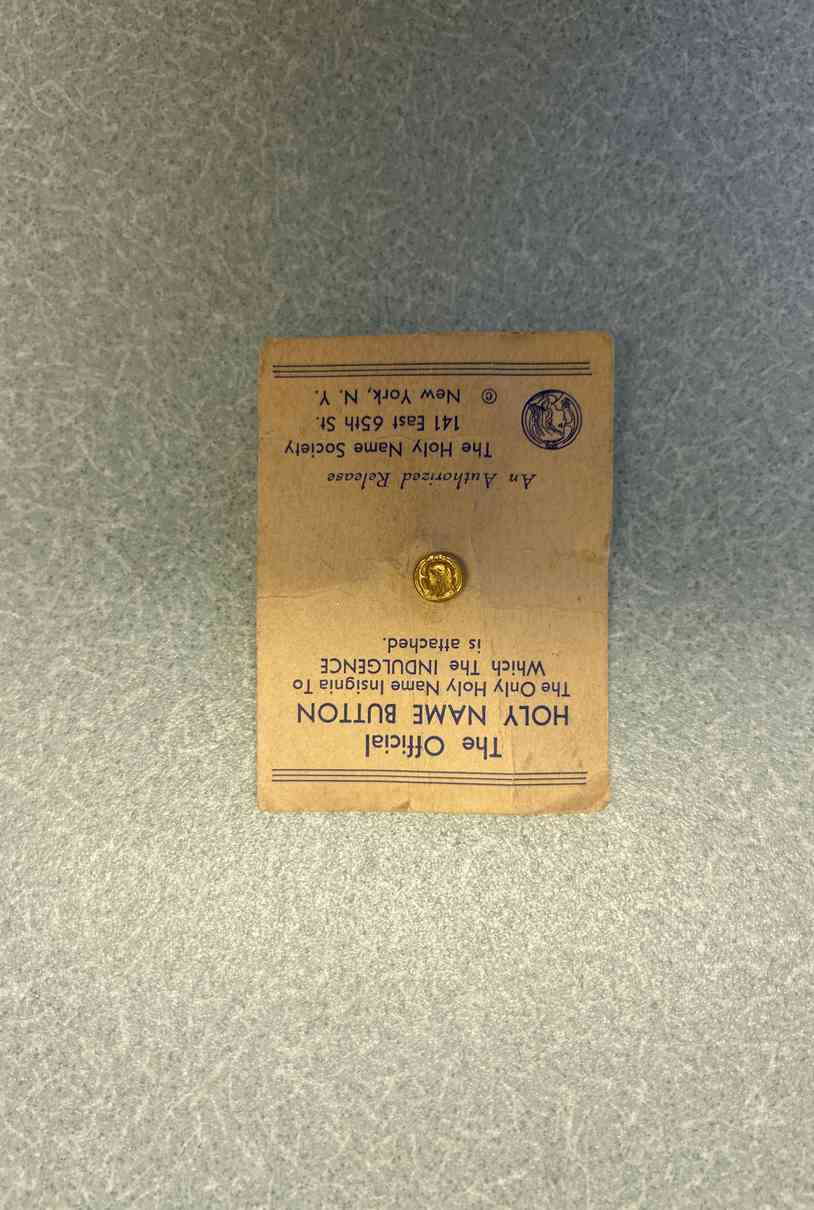 The Official
HOLY NAME BUTTON
The Only Holy Name Insignia To
Which The INDULGENCE
is attached.
An Authorized Release
The Holy Name Society
141 East 65th St.
© New York, N. Y.